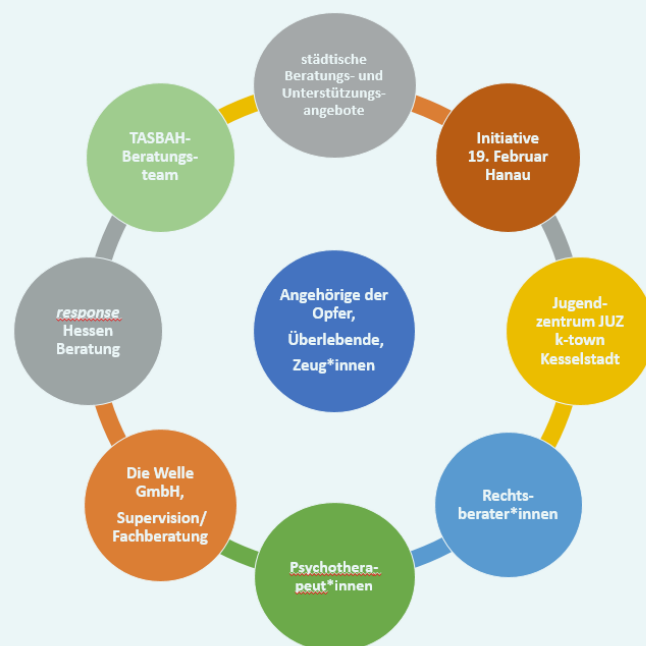 städtische
Beratungs- und
Unterstützungs-
angebote
Initiative
19. Februar
Hanau
Jugend-
zentrum JUZ
k-town
Kesselstadt
Rechts-
berater*innen
Psychothera-
peut*innen
Die Welle
GmbH,
Supervision/
Fachberatung
response
Hessen
Beratung
TASBAH-
Beratungs-
team
Angehörige der
Opfer,
Überlebende,
Zeug*innen